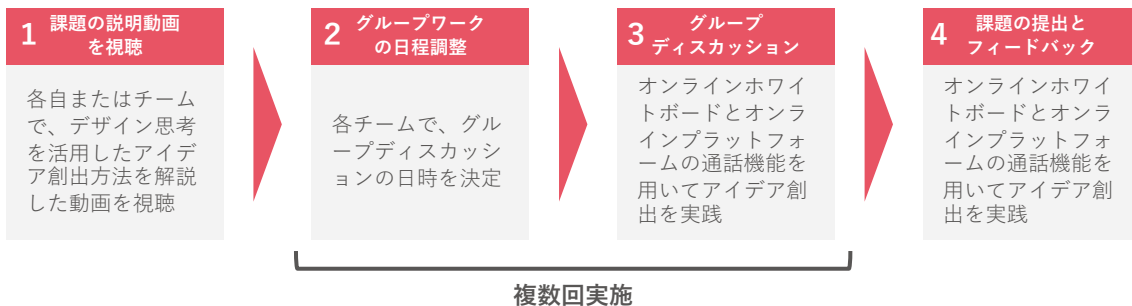 1 課題の説明動画
を視聴
各自またはチーム
で、デザイン思考
を活用したアイデ
ア創出方法を解説
した動画を視聴
2 グループワーク
の日程調整
各チームで、グル
ープディスカッシ
ョンの日時を決定
3 グループ
ディスカッション
オンラインホワイ
トボードとオンラ
インプラットフォ
ームの通話機能を
用いてアイデア創
出を実践
4 課題の提出と
フィードバック
オンラインホワイ
トボードとオンラ
インプラットフォ
ームの通話機能を
用いてアイデア創
出を実践
複数回実施